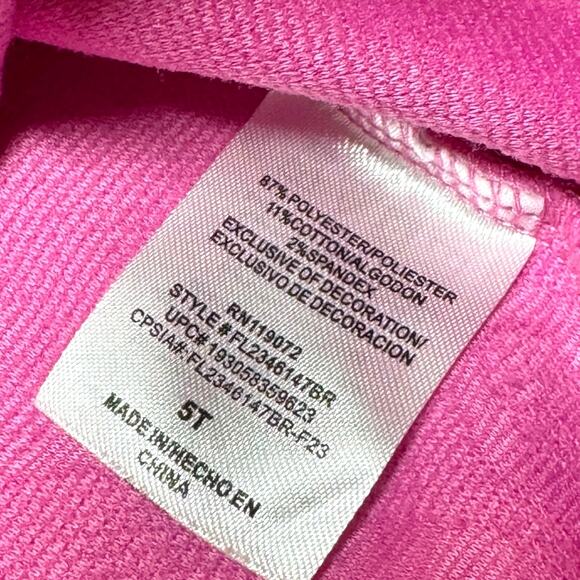 87% POLYESTER/POLIESTER
11%COTTON/ALGODON
2%SPANDEX
EXCLUSIVE OF DECORATION/
EXCLUSIVO DE DECORACION
RN119072
STYLE # FL2346147BR
UPC# 193058359623
CPSIA#: FL2346147BR-F23
5T
MADE IN/HECHO EN
CHINA